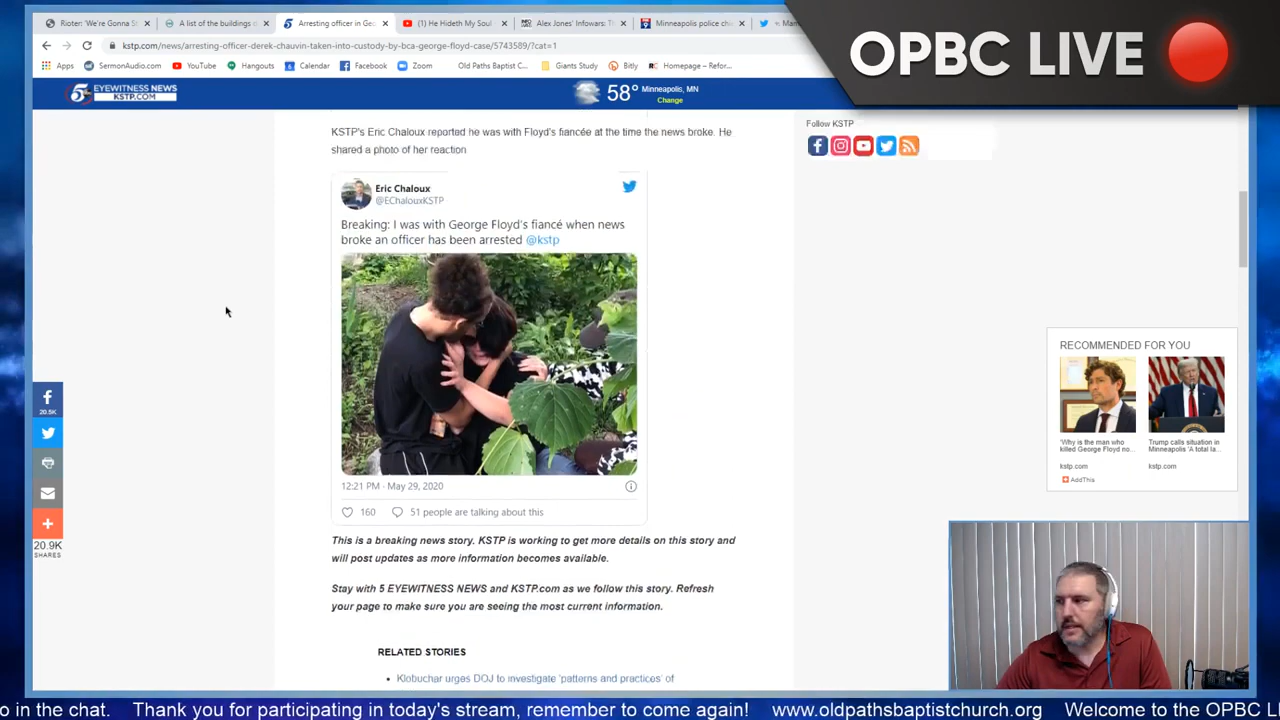 Rioter: 'We're Gonna St
A list of the buildings d
Arresting officer in Geo
(1) He Hideth My Soul
Alex Jones' Infowars: Th
Minneapolis police chi
OPBC LIVE
kstp.com/news/arresting-officer-derek-chauvin-taken-into-custody-by-bca-george-floyd-case/5743589/?cat=1
Apps
SermonAudio.com
YouTube
Hangouts
Calendar
Facebook
Zoom
Old Paths Baptist C...
Giants Study
Bitly
Homepage – Refor...
5 EYEWITNESS NEWS
KSTP.COM
58° Minneapolis, MN
Change
Follow KSTP
KSTP's Eric Chaloux reported he was with Floyd's fiancée at the time the news broke. He
shared a photo of her reaction
Eric Chaloux
@EChalouxKSTP
Breaking: I was with George Floyd's fiancé when news
broke an officer has been arrested @kstp
12:21 PM · May 29, 2020
160 51 people are talking about this
20.5K
20.9K
SHARES
RECOMMENDED FOR YOU
'Why is the man who
killed George Floyd no...
kstp.com
Trump calls situation in
Minneapolis 'A total la...
kstp.com
AddThis
This is a breaking news story. KSTP is working to get more details on this story and
will post updates as more information becomes available.
Stay with 5 EYEWITNESS NEWS and KSTP.com as we follow this story. Refresh
your page to make sure you are seeing the most current information.
RELATED STORIES
• Klobuchar urges DOJ to investigate 'patterns and practices' of
o in the chat. Thank you for participating in today's stream, remember to come again! www.oldpathsbaptistchurch.org Welcome to the OPBC L